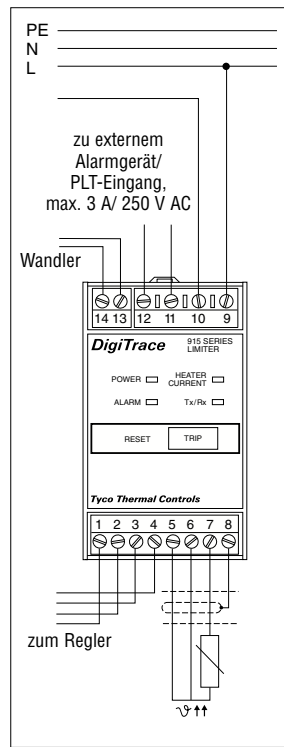 PE
N
L
zu externem
Alarmgerät/
PLT-Eingang,
max. 3 A/ 250 V AC
Wandler
14 13 12 11 10 9
DigiTrace 915 SERIES
LIMITER
POWER HEATER
CURRENT
ALARM Tx/Rx
RESET TRIP
Tyco Thermal Controls
1 2 3 4 5 6 7 8
zum Regler
ϑ ↑↑